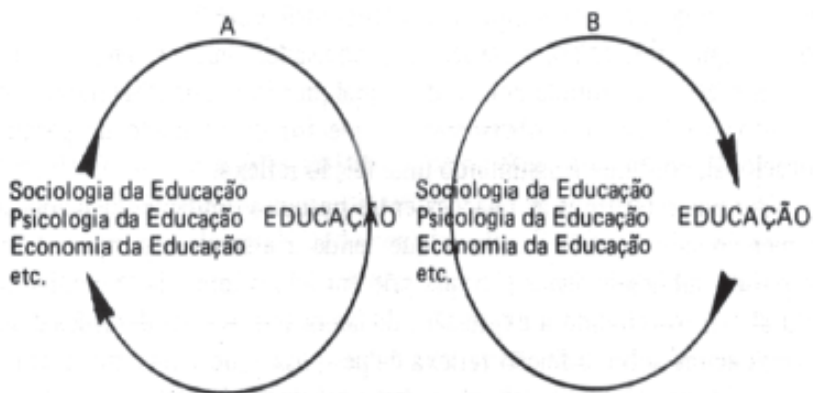 A
Sociologia da Educação
Psicologia da Educação EDUCAÇÃO
Economia da Educação
etc.
B
Sociologia da Educação
Psicologia da Educação EDUCAÇÃO
Economia da Educação
etc.